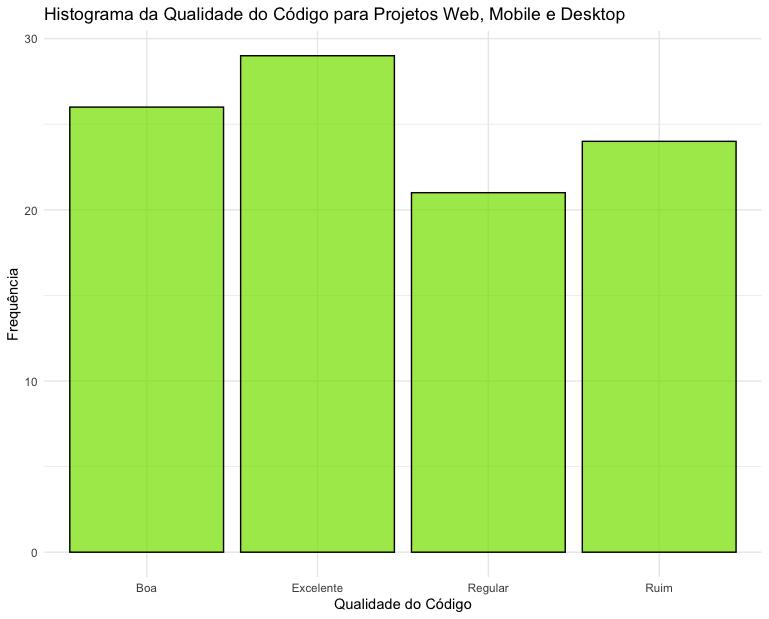 Histograma da Qualidade do Código para Projetos Web, Mobile e Desktop
30
20
10
0
Frequência
Boa Excelente Regular Ruim
Qualidade do Código